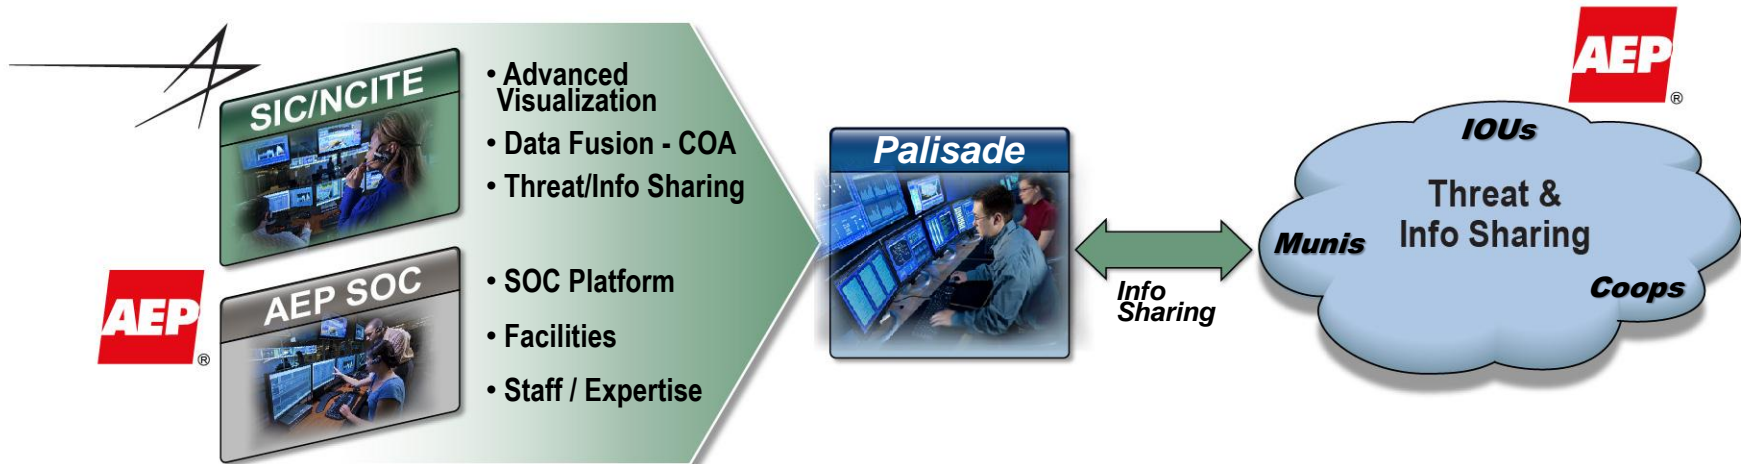 SIC/NCITE
• Advanced
Visualization
• Data Fusion - COA
• Threat/Info Sharing
AEP
®
AEP SOC
• SOC Platform
• Facilities
• Staff / Expertise
Palisade
Info
Sharing
AEP
®
IOUs
Threat &
Info Sharing
Munis
Coops